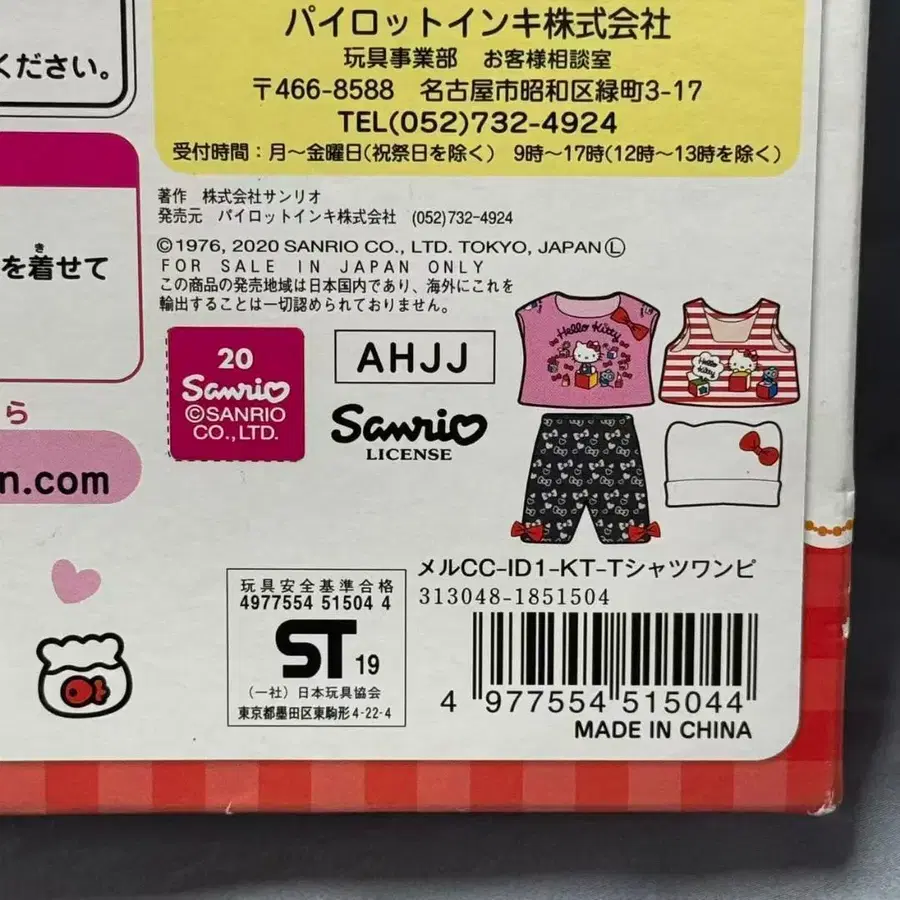 ください。
パイロットインキ株式会社
玩具事業部 お客様相談室
〒466-8588 名古屋市昭和区緑町3-17
TEL(052)732-4924
受付時間：月〜金曜日(祝祭日を除く) 9時〜17時(12時〜13時を除く)
著作 株式会社サンリオ
発売元 パイロットインキ株式会社 (052)732-4924
©1976, 2020 SANRIO CO., LTD. TOKYO, JAPAN Ⓛ
FOR SALE IN JAPAN ONLY
この商品の発売地域は日本国内であり、海外にこれを
輸出することは一切認められておりません。
き
を着せて
ら
n.com
20
Sanrio
©SANRIO
CO., LTD.
AHJJ
Sanrio
LICENSE
Hello Kitty
Hello
Kitty
メルCC-ID1-KT-Tシャツワンピ
313048-1851504
玩具安全基準合格
4977554 51504 4
ST 19
(一社)日本玩具協会
東京都墨田区東駒形4-22-4
4 977554 515044
MADE IN CHINA